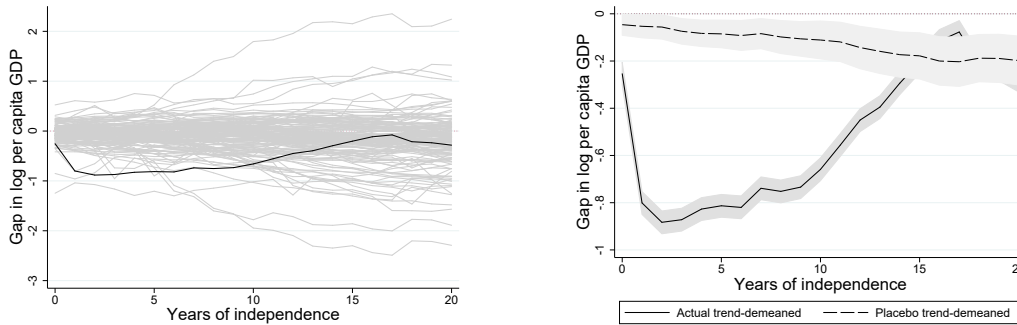 Gap in log per capita GDP
2
1
0
-1
-2
-3
0 5 10 15 20
Years of independence
Gap in log per capita GDP
0
-.2
-.4
-.6
-.8
-1
0 5 10 15
Years of independence
Actual trend-demeaned Placebo trend-demeaned